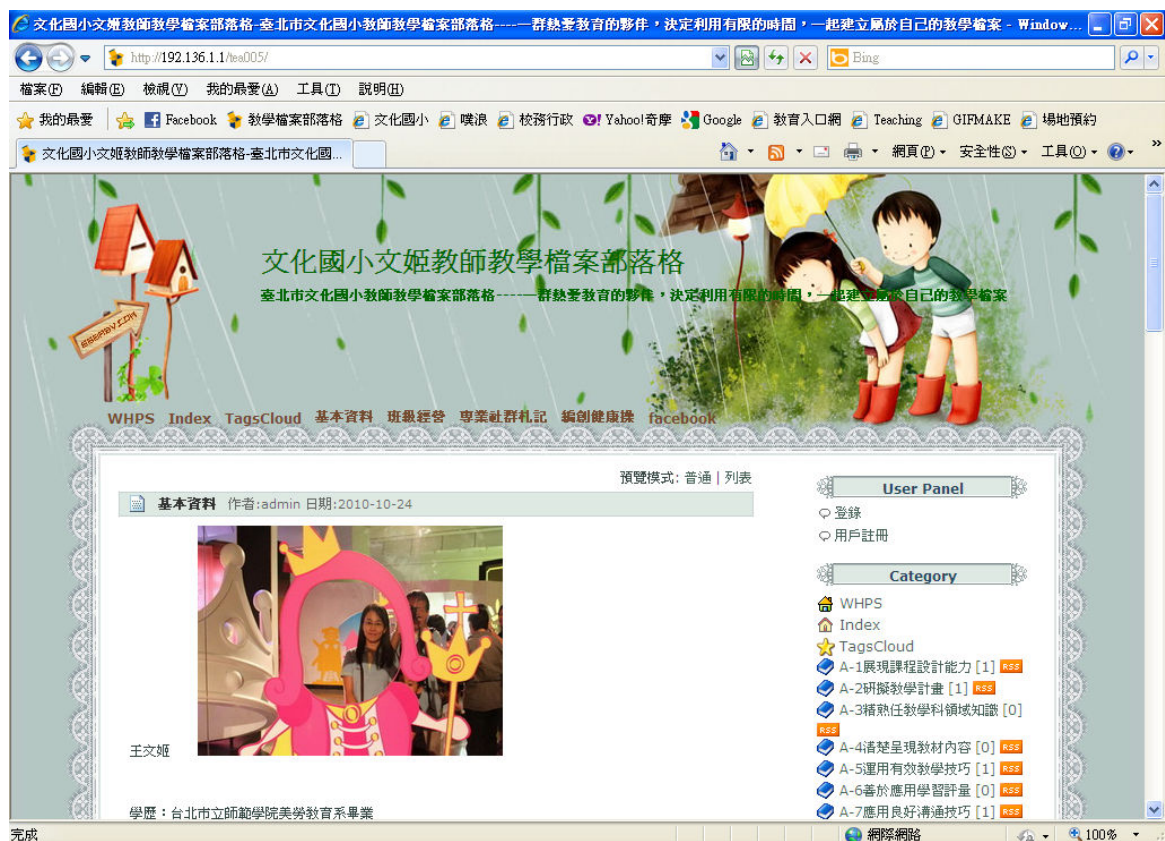 文化國小文姬教師教學檔案部落格-臺北市文化國小教師教學檔案部落格----一群熱愛教育的夥伴，決定利用有限的時間，一起建立屬於自己的教學檔案 - Window...
http://192.136.1.1/tea005/
Bing
檔案(F) 編輯(E) 檢視(V) 我的最愛(A) 工具(T) 說明(H)
我的最愛 Facebook 教學檔案部落格 文化國小 噗浪 校務行政 Yahoo!奇摩 Google 教育入口網 Teaching GIFMAKE 場地預約
文化國小文姬教師教學檔案部落格-臺北市文化國...
網頁(P) 安全性(S) 工具(O)
文化國小文姬教師教學檔案部落格
臺北市文化國小教師教學檔案部落格----一群熱愛教育的夥伴，決定利用有限的時間，一起建立屬於自己的教學檔案
WHPS Index TagsCloud 基本資料 班級經營 專業社群札記 編創健康操 facebook
預覽模式: 普通 | 列表
基本資料 作者:admin 日期:2010-10-24
王文姬
學歷：台北市立師範學院美勞教育系畢業
User Panel
登錄
用戶註冊
Category
WHPS
Index
TagsCloud
A-1展現課程設計能力 [1] RSS
A-2研擬教學計畫 [1] RSS
A-3精熟任教學科領域知識 [0]
RSS
A-4清楚呈現教材內容 [0] RSS
A-5運用有效教學技巧 [1] RSS
A-6善於應用學習評量 [0] RSS
A-7應用良好溝通技巧 [1] RSS
完成
網際網路
100%